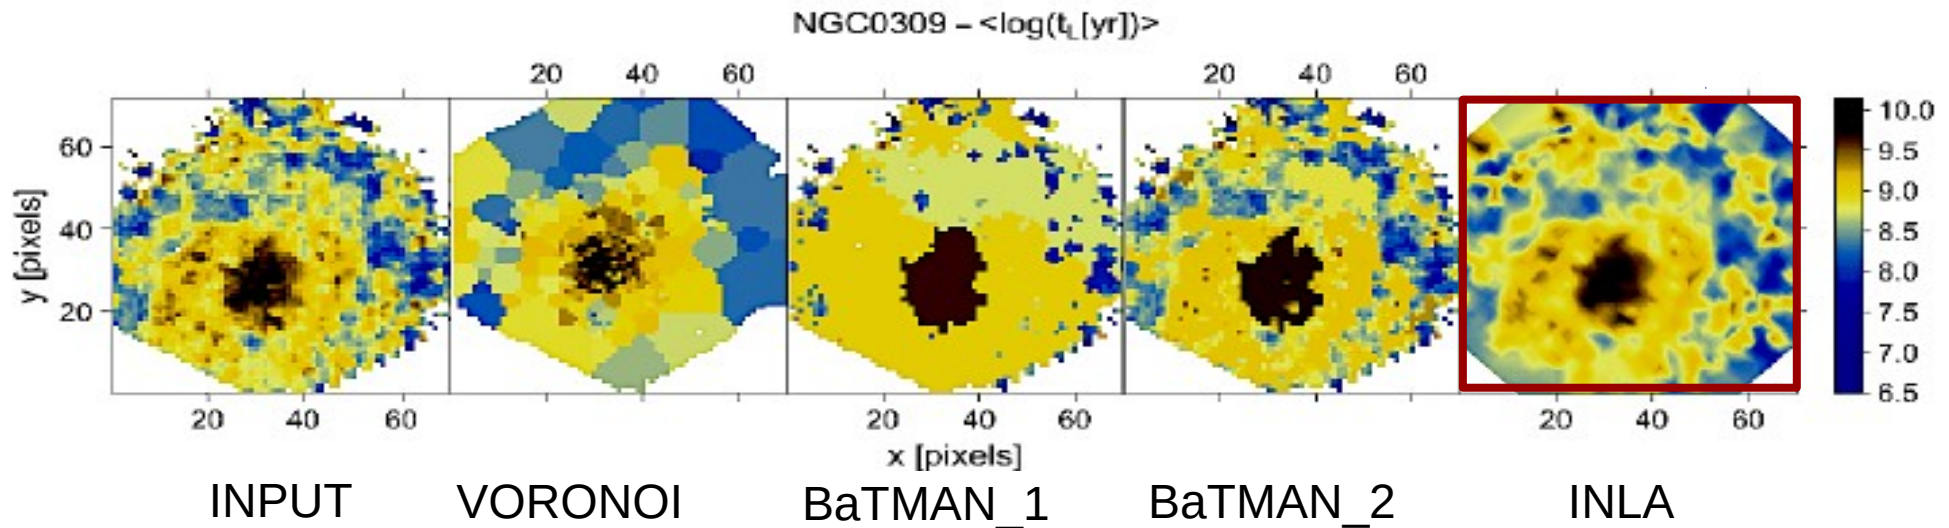 NGC0309 – <log(t_L[yr])>
20 40 60 20 40 60
y [pixels]
60
40
20
10.0
9.5
9.0
8.5
8.0
7.5
7.0
6.5
20 40 60 20 40 60 20 40 60
x [pixels]
INPUT VORONOI BaTMAN_1 BaTMAN_2 INLA